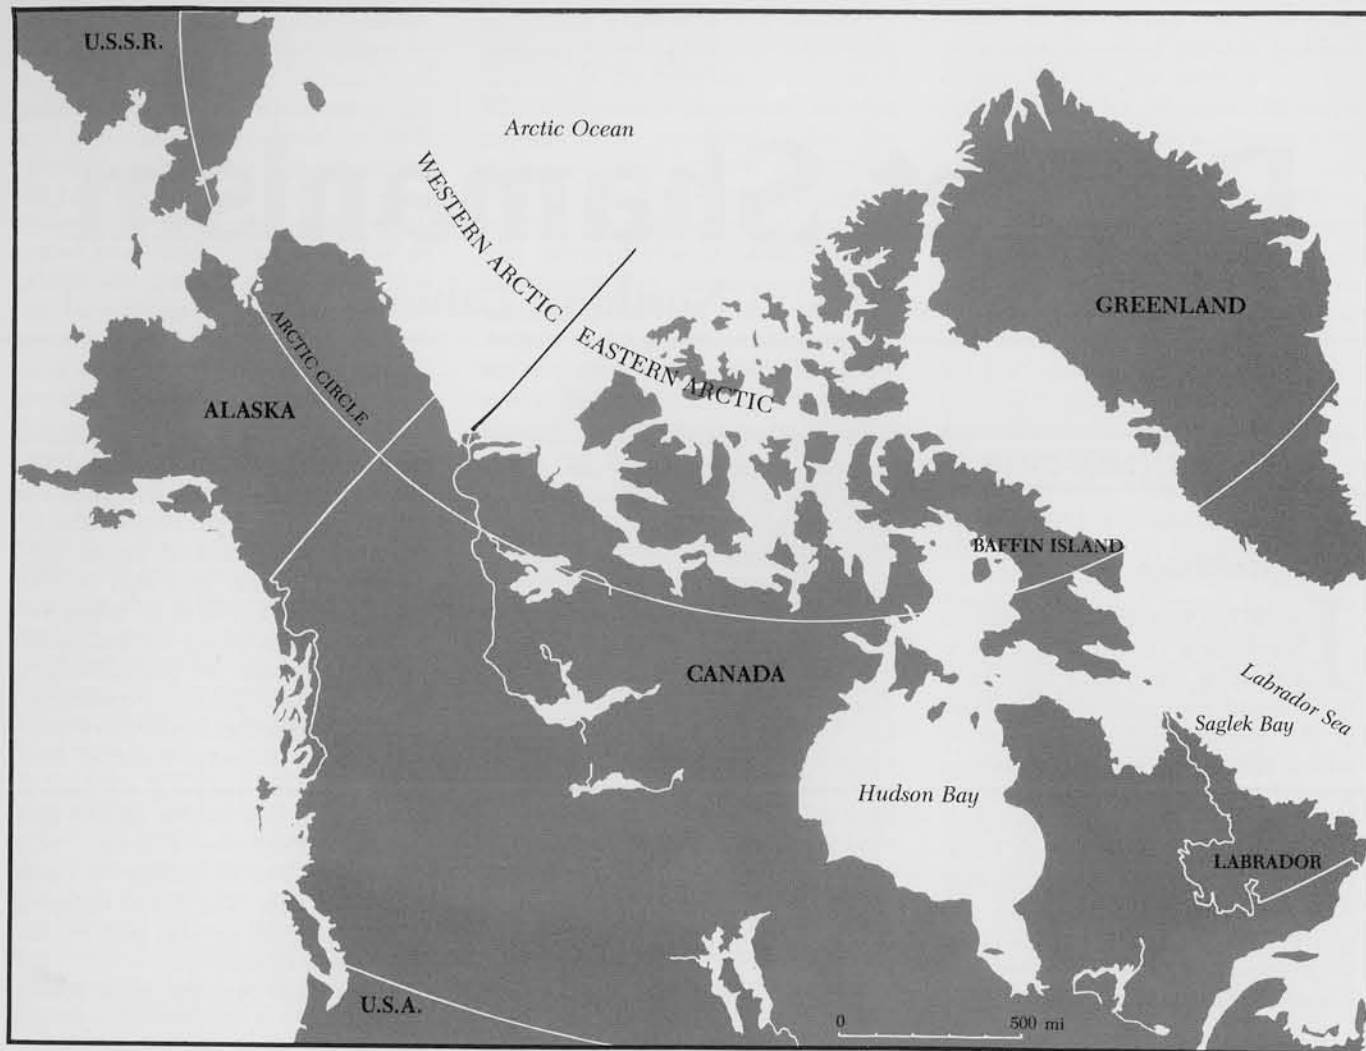 U.S.S.R.
Arctic Ocean
WESTERN ARCTIC
EASTERN ARCTIC
GREENLAND
ARCTIC CIRCLE
ALASKA
BAFFIN ISLAND
CANADA
Labrador Sea
Saglek Bay
Hudson Bay
LABRADOR
U.S.A.
0 500 mi